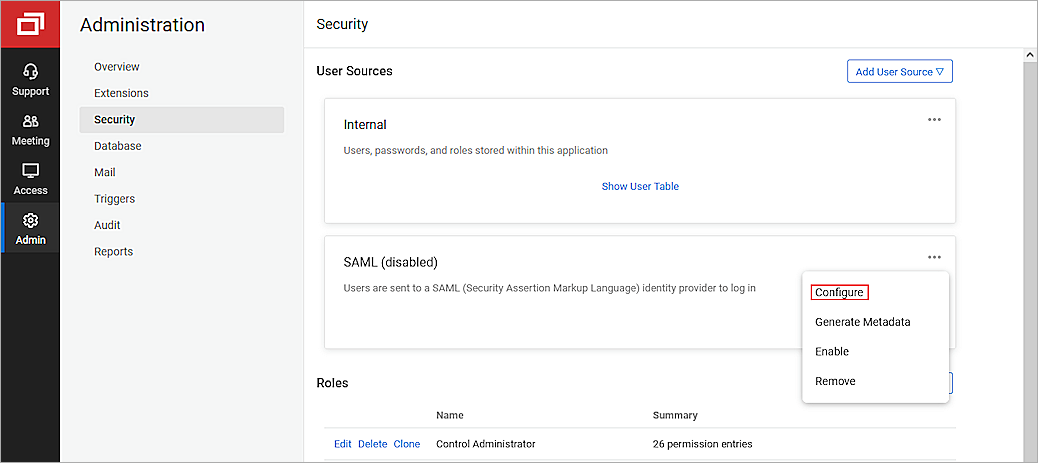 Administration
Security
Support
Meeting
Access
Admin
Overview
Extensions
Security
Database
Mail
Triggers
Audit
Reports
User Sources
Add User Source ▽
Internal
Users, passwords, and roles stored within this application
Show User Table
SAML (disabled)
Users are sent to a SAML (Security Assertion Markup Language) identity provider to log in
Configure
Generate Metadata
Enable
Remove
Roles
Name Summary
Edit Delete Clone Control Administrator 26 permission entries